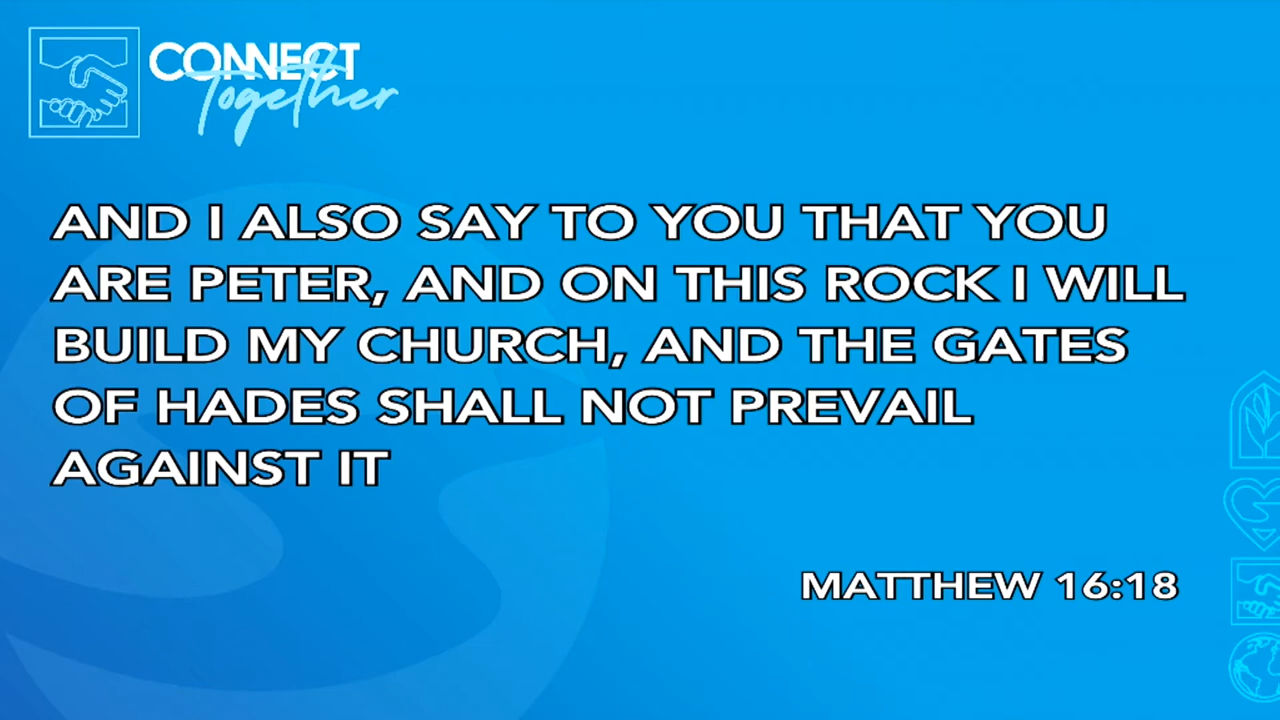 CONNECT
Together
AND I ALSO SAY TO YOU THAT YOU
ARE PETER, AND ON THIS ROCK I WILL
BUILD MY CHURCH, AND THE GATES
OF HADES SHALL NOT PREVAIL
AGAINST IT
MATTHEW 16:18